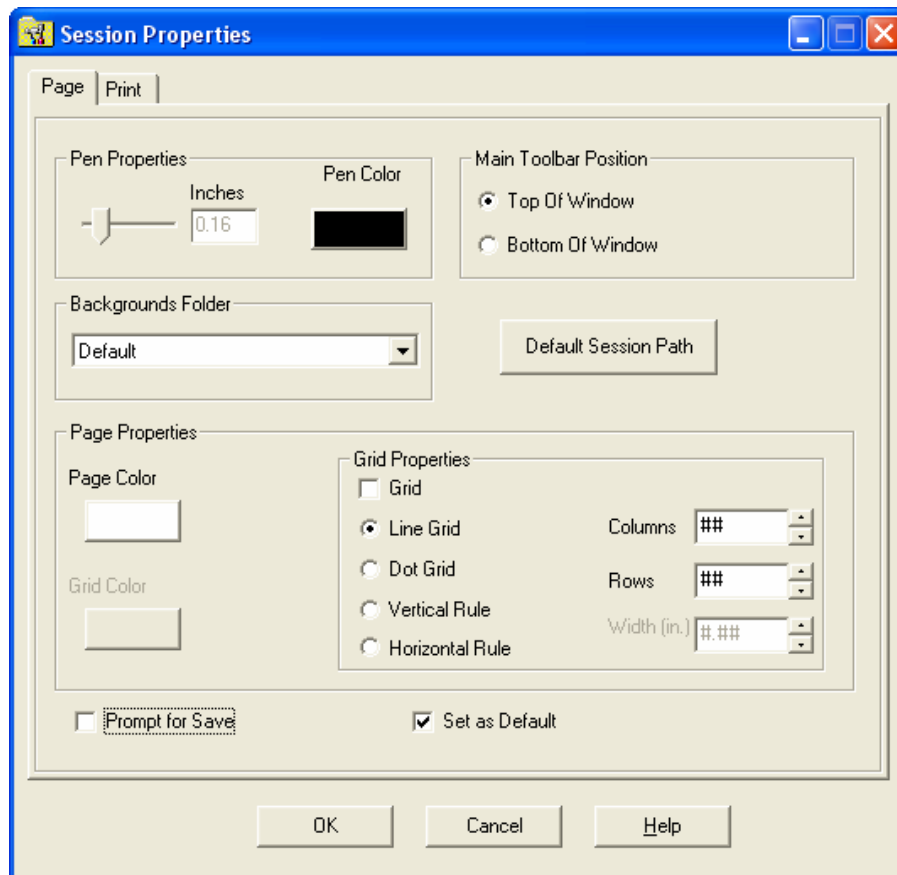 Session Properties
Page
Print
Pen Properties
Inches
0.16
Pen Color
Main Toolbar Position
Top Of Window
Bottom Of Window
Backgrounds Folder
Default
Default Session Path
Page Properties
Page Color
Grid Color
Grid Properties
Grid
Line Grid
Dot Grid
Vertical Rule
Horizontal Rule
Columns ##
Rows ##
Width (in.) #.##
Prompt for Save
Set as Default
OK
Cancel
Help